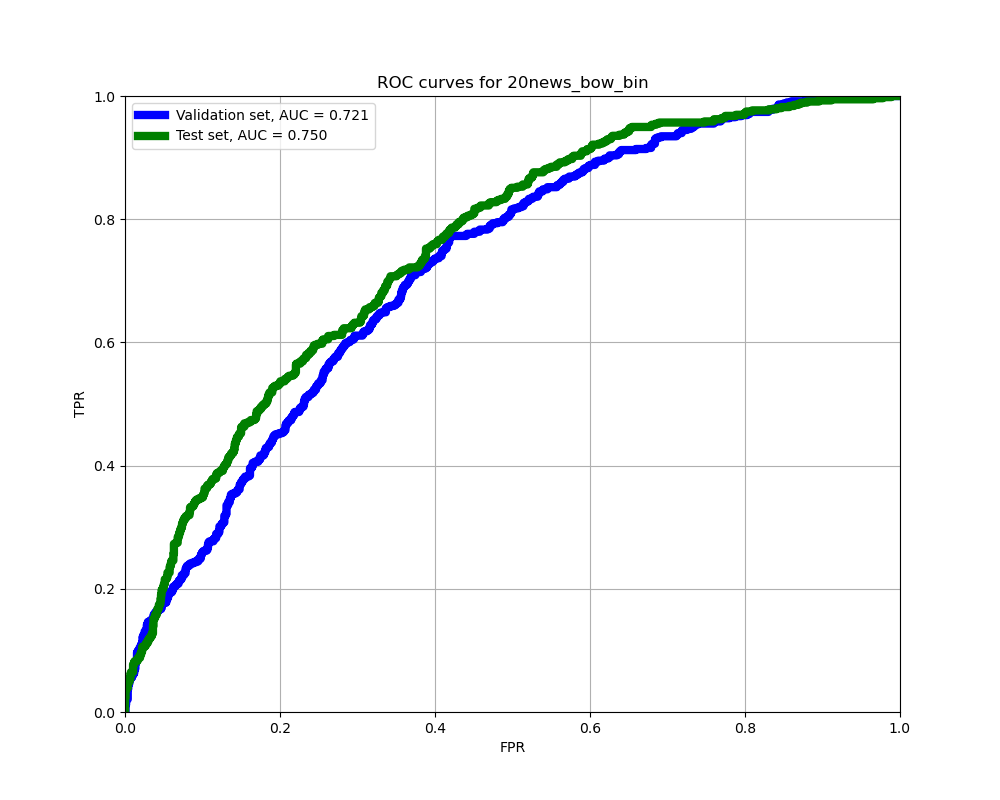 ROC curves for 20news_bow_bin
Validation set, AUC = 0.721
Test set, AUC = 0.750
TPR
1.0
0.8
0.6
0.4
0.2
0.0
0.0 0.2 0.4 0.6 0.8 1.0
FPR